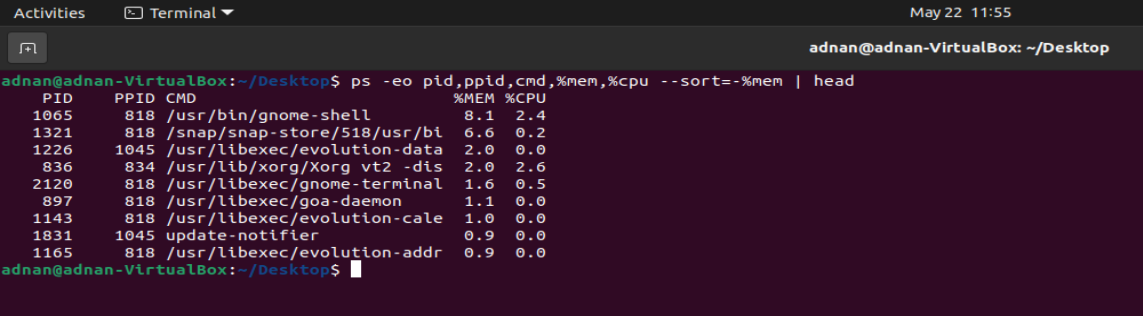 Activities Terminal May 22 11:55
adnan@adnan-VirtualBox: ~/Desktop
adnan@adnan-VirtualBox:~/Desktop$ ps -eo pid,ppid,cmd,%mem,%cpu --sort=-%mem | head
PID PPID CMD %MEM %CPU
1065 818 /usr/bin/gnome-shell 8.1 2.4
1321 818 /snap/snap-store/518/usr/bi 6.6 0.2
1226 1045 /usr/libexec/evolution-data 2.0 0.0
836 834 /usr/lib/xorg/Xorg vt2 -dis 2.0 2.6
2120 818 /usr/libexec/gnome-terminal 1.6 0.5
897 818 /usr/libexec/goa-daemon 1.1 0.0
1143 818 /usr/libexec/evolution-cale 1.0 0.0
1831 1045 update-notifier 0.9 0.0
1165 818 /usr/libexec/evolution-addr 0.9 0.0
adnan@adnan-VirtualBox:~/Desktop$